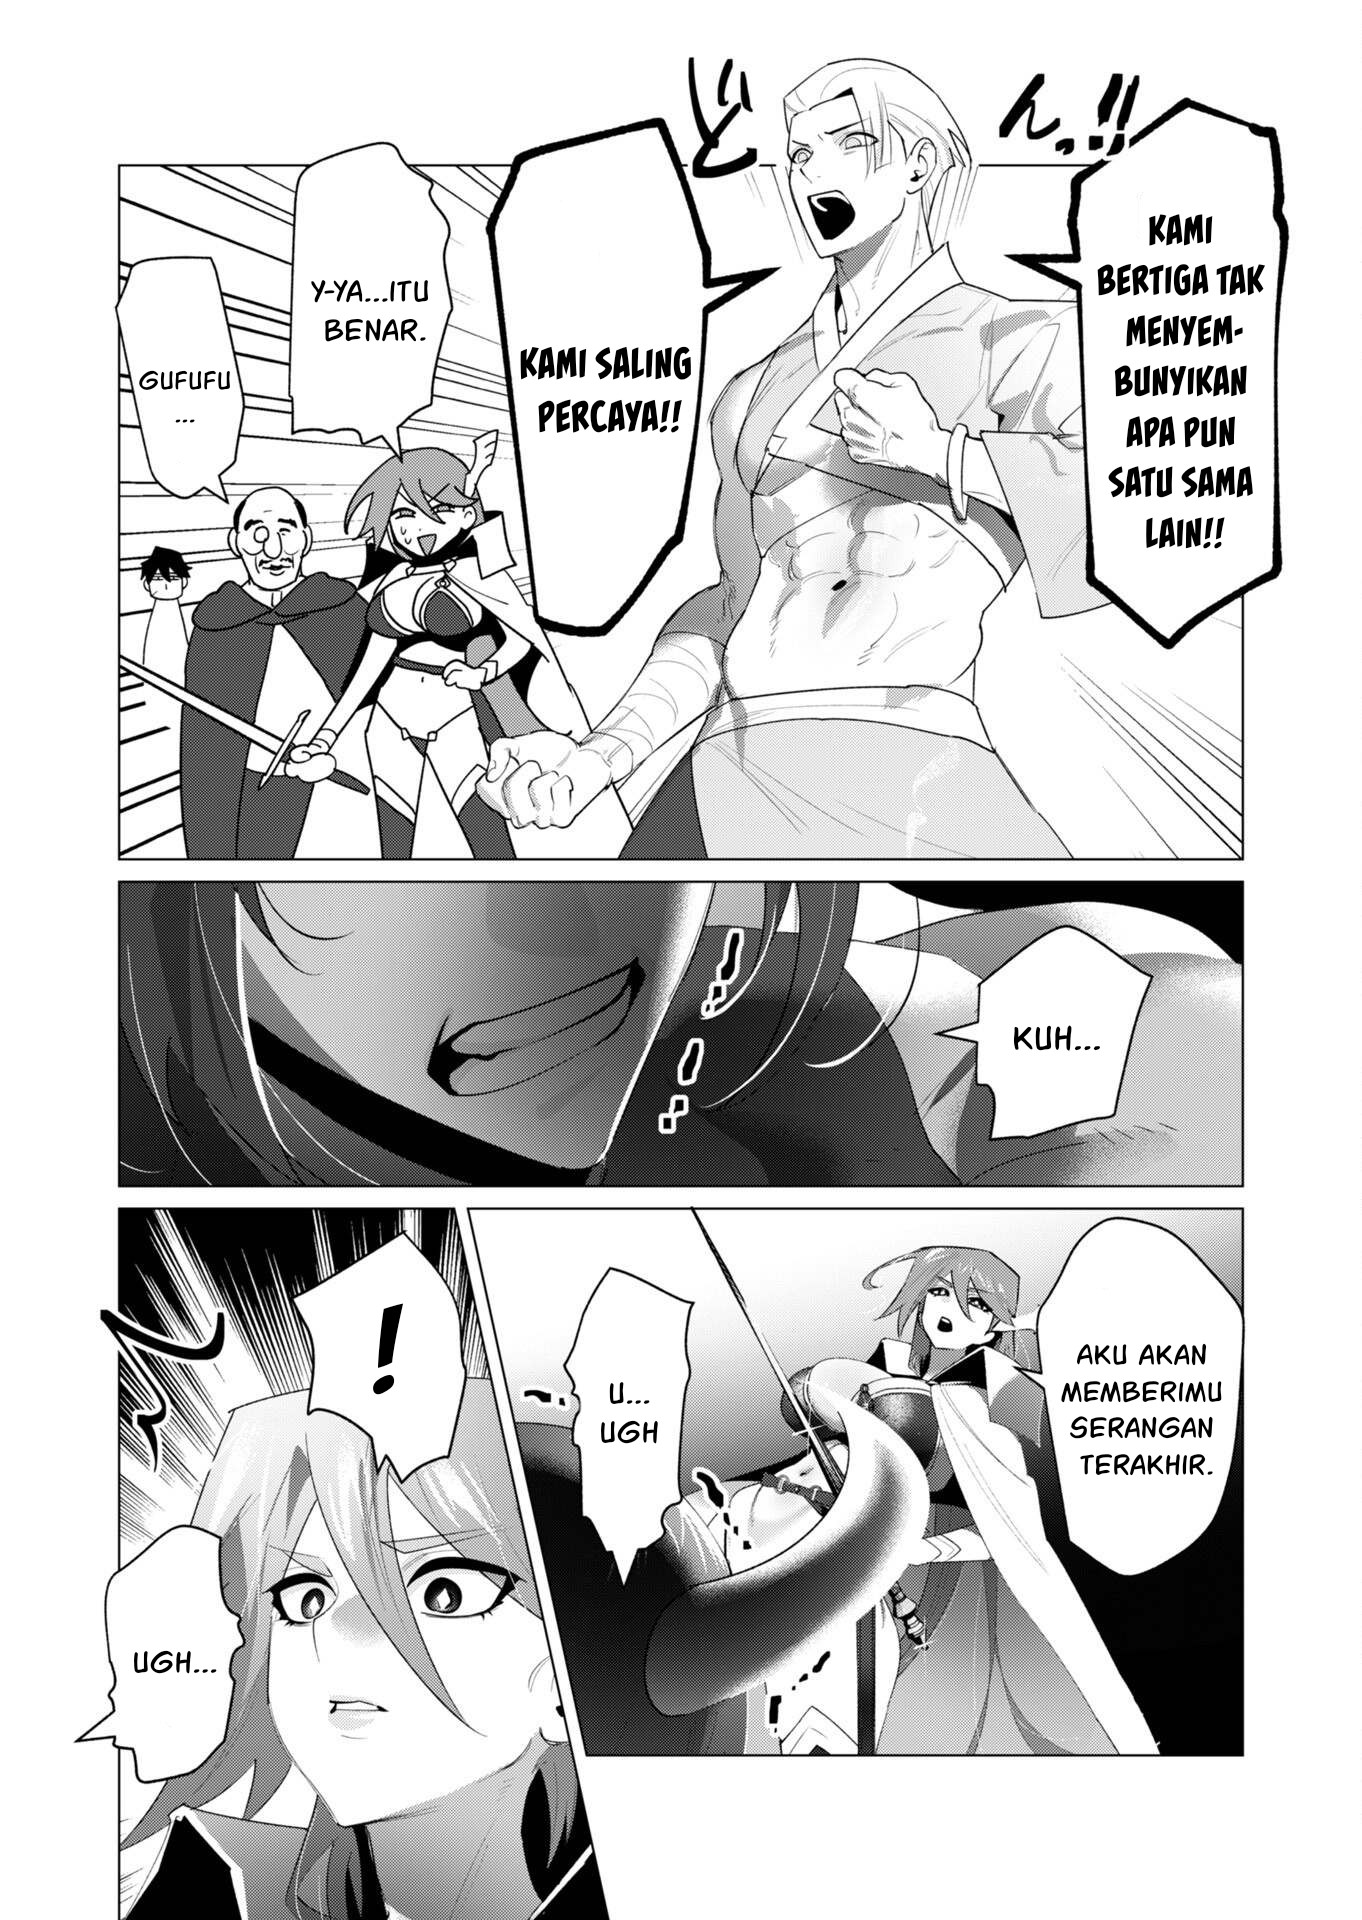 どん。!!
KAMI
BERTIGA TAK
MENYEM-
BUNYIKAN
APA PUN
SATU SAMA
LAIN!!
KAMI SALING
PERCAYA!!
Y-YA...ITU
BENAR.
GUFUFU
...
KUH...
AKU AKAN
MEMBERIMU
SERANGAN
TERAKHIR.
U...
UGH
!
UGH...